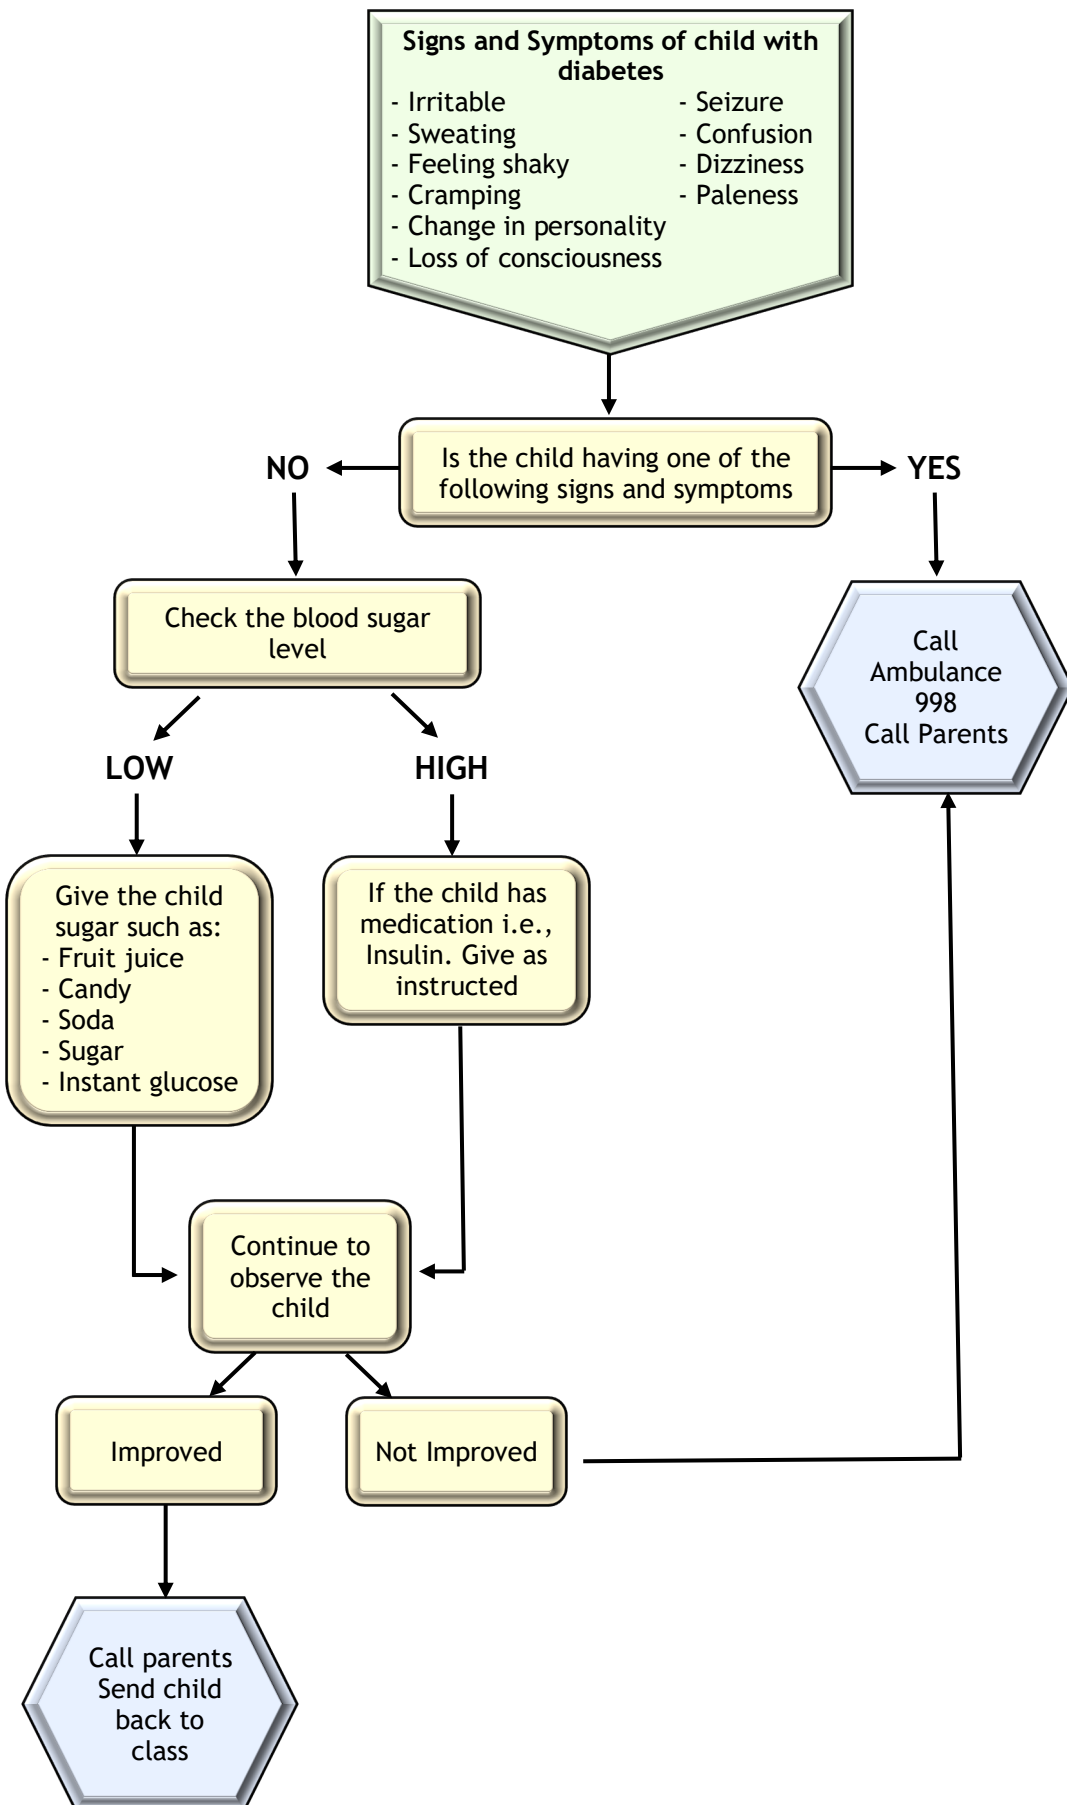 Signs and Symptoms of child with
diabetes
- Irritable
- Sweating
- Feeling shaky
- Cramping
- Change in personality
- Loss of consciousness
- Seizure
- Confusion
- Dizziness
- Paleness
Is the child having one of the
following signs and symptoms
NO
YES
Check the blood sugar
level
Call
Ambulance
998
Call Parents
LOW
HIGH
Give the child
sugar such as:
- Fruit juice
- Candy
- Soda
- Sugar
- Instant glucose
If the child has
medication i.e.,
Insulin. Give as
instructed
Continue to
observe the
child
Improved
Not Improved
Call parents
Send child
back to
class